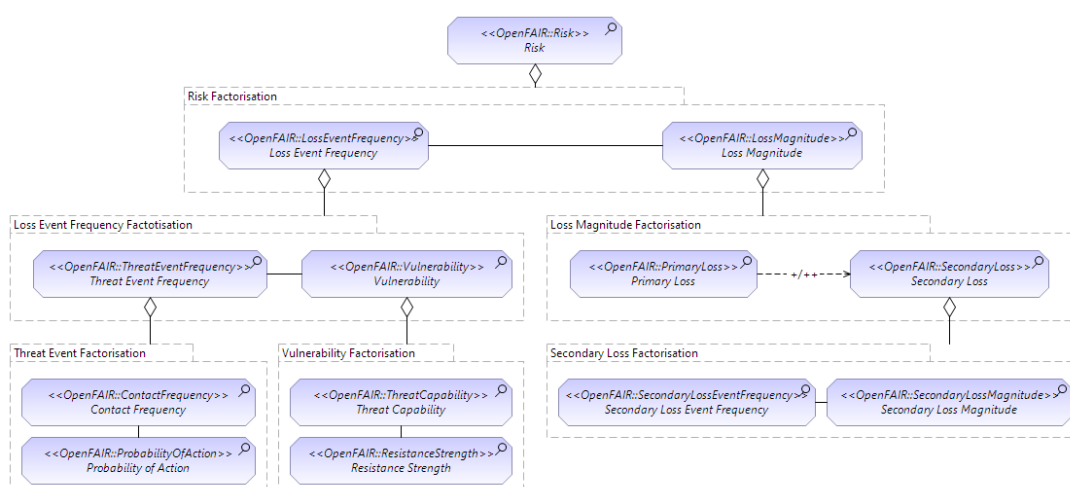 <<OpenFAIR::Risk>>
Risk
Risk Factorisation
<<OpenFAIR::LossEventFrequency>>
Loss Event Frequency
<<OpenFAIR::LossMagnitude>>
Loss Magnitude
Loss Event Frequency Factotisation
Loss Magnitude Factorisation
<<OpenFAIR::ThreatEventFrequency>>
Threat Event Frequency
<<OpenFAIR::Vulnerability>>
Vulnerability
<<OpenFAIR::PrimaryLoss>>
Primary Loss
+/++
<<OpenFAIR::SecondaryLoss>>
Secondary Loss
Threat Event Factorisation
Vulnerability Factorisation
Secondary Loss Factorisation
<<OpenFAIR::ContactFrequency>>
Contact Frequency
<<OpenFAIR::ThreatCapability>>
Threat Capability
<<OpenFAIR::SecondaryLossEventFrequency>>
Secondary Loss Event Frequency
<<OpenFAIR::SecondaryLossMagnitude>>
Secondary Loss Magnitude
<<OpenFAIR::ProbabilityOfAction>>
Probability of Action
<<OpenFAIR::ResistanceStrength>>
Resistance Strength